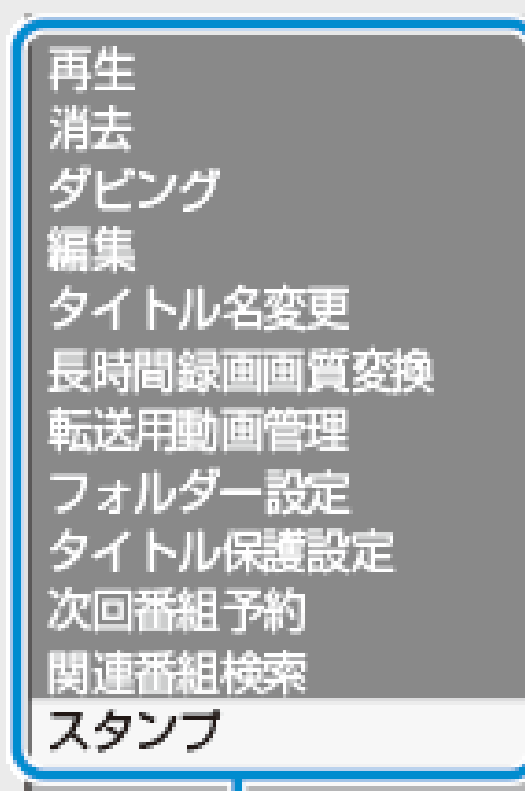 再生
消去
ダビング
編集
タイトル名変更
長時間録画画質変換
転送用動画管理
フォルダー設定
タイトル保護設定
次回番組予約
関連番組検索
スタンプ